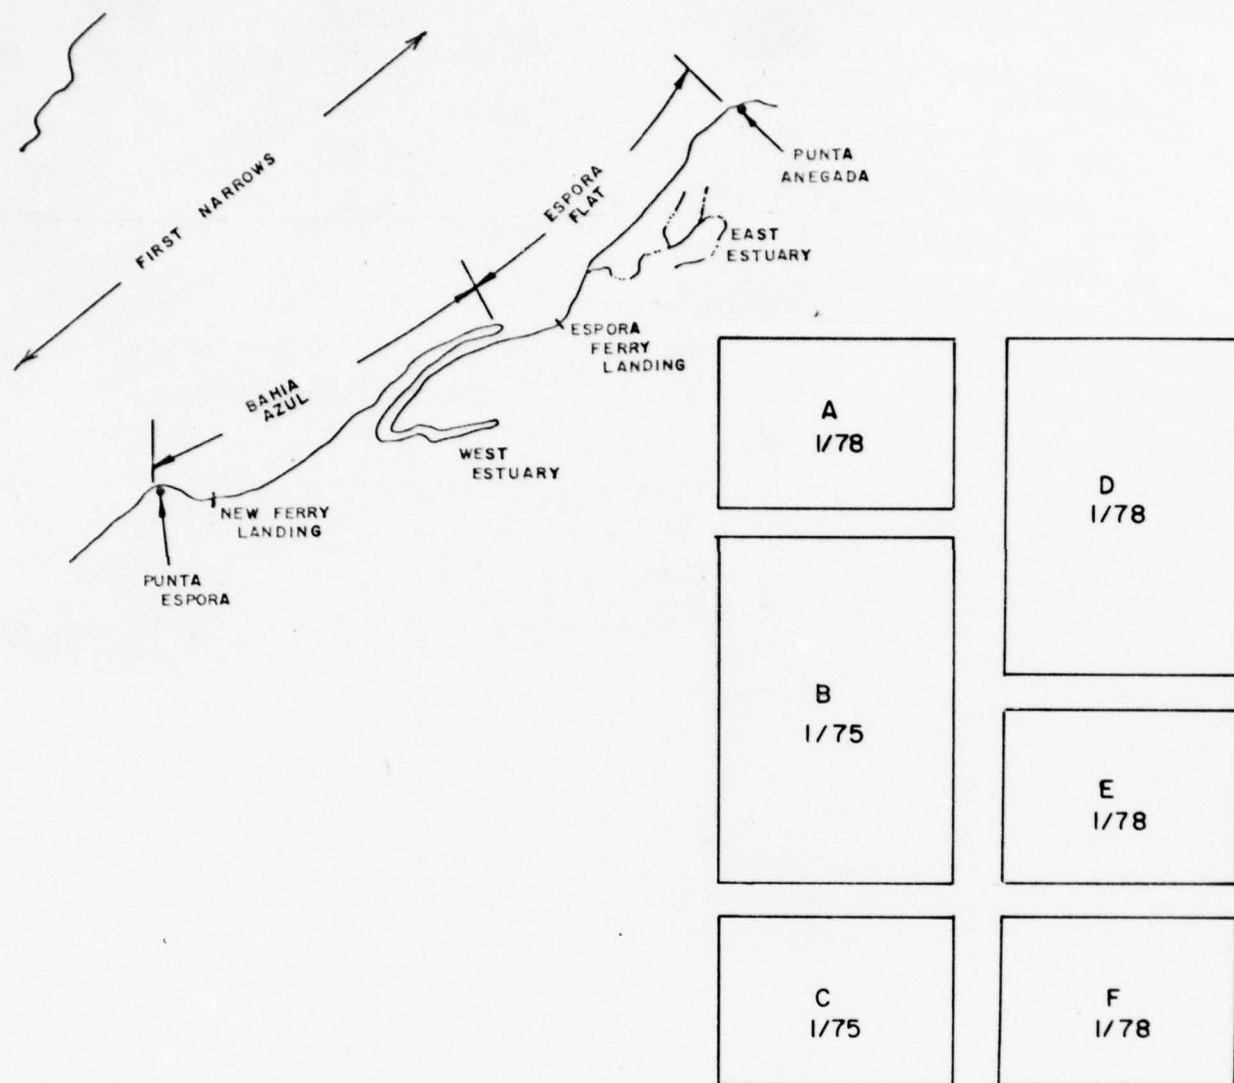 FIRST NARROWS
ESPORA
FLAT
PUNTA
ANEGADA
EAST
ESTUARY
ESPORA
FERRY
LANDING
BAHIA
AZUL
WEST
ESTUARY
NEW FERRY
LANDING
PUNTA
ESPORA
A
1/78
B
1/75
C
1/75
D
1/78
E
1/78
F
1/78